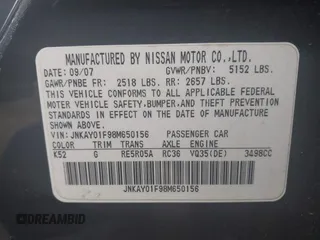 MANUFACTURED BY NISSAN MOTOR CO.,LTD.
DATE 09/07 GVWR/PNBV: 5152 LBS.
GAWR/PNBE FR: 2518 LBS. RR: 2657 LBS.
THIS VEHICLE CONFORMS TO ALL APPLICABLE FEDERAL
MOTOR VEHICLE SAFETY,BUMPER,AND THEFT PREVENTION
STANDARDS IN EFFECT ON THE DATE OF MANUFACTURE
SHOWN ABOVE.
JNKAY01F98M650156 PASSENGER CAR
COLOR TRIM TRANS AXLE ENGINE
K52 G RE5R05A RC36 VQ35(DE) 3498CC
JNKAY01F98M650156
© DREAMBID